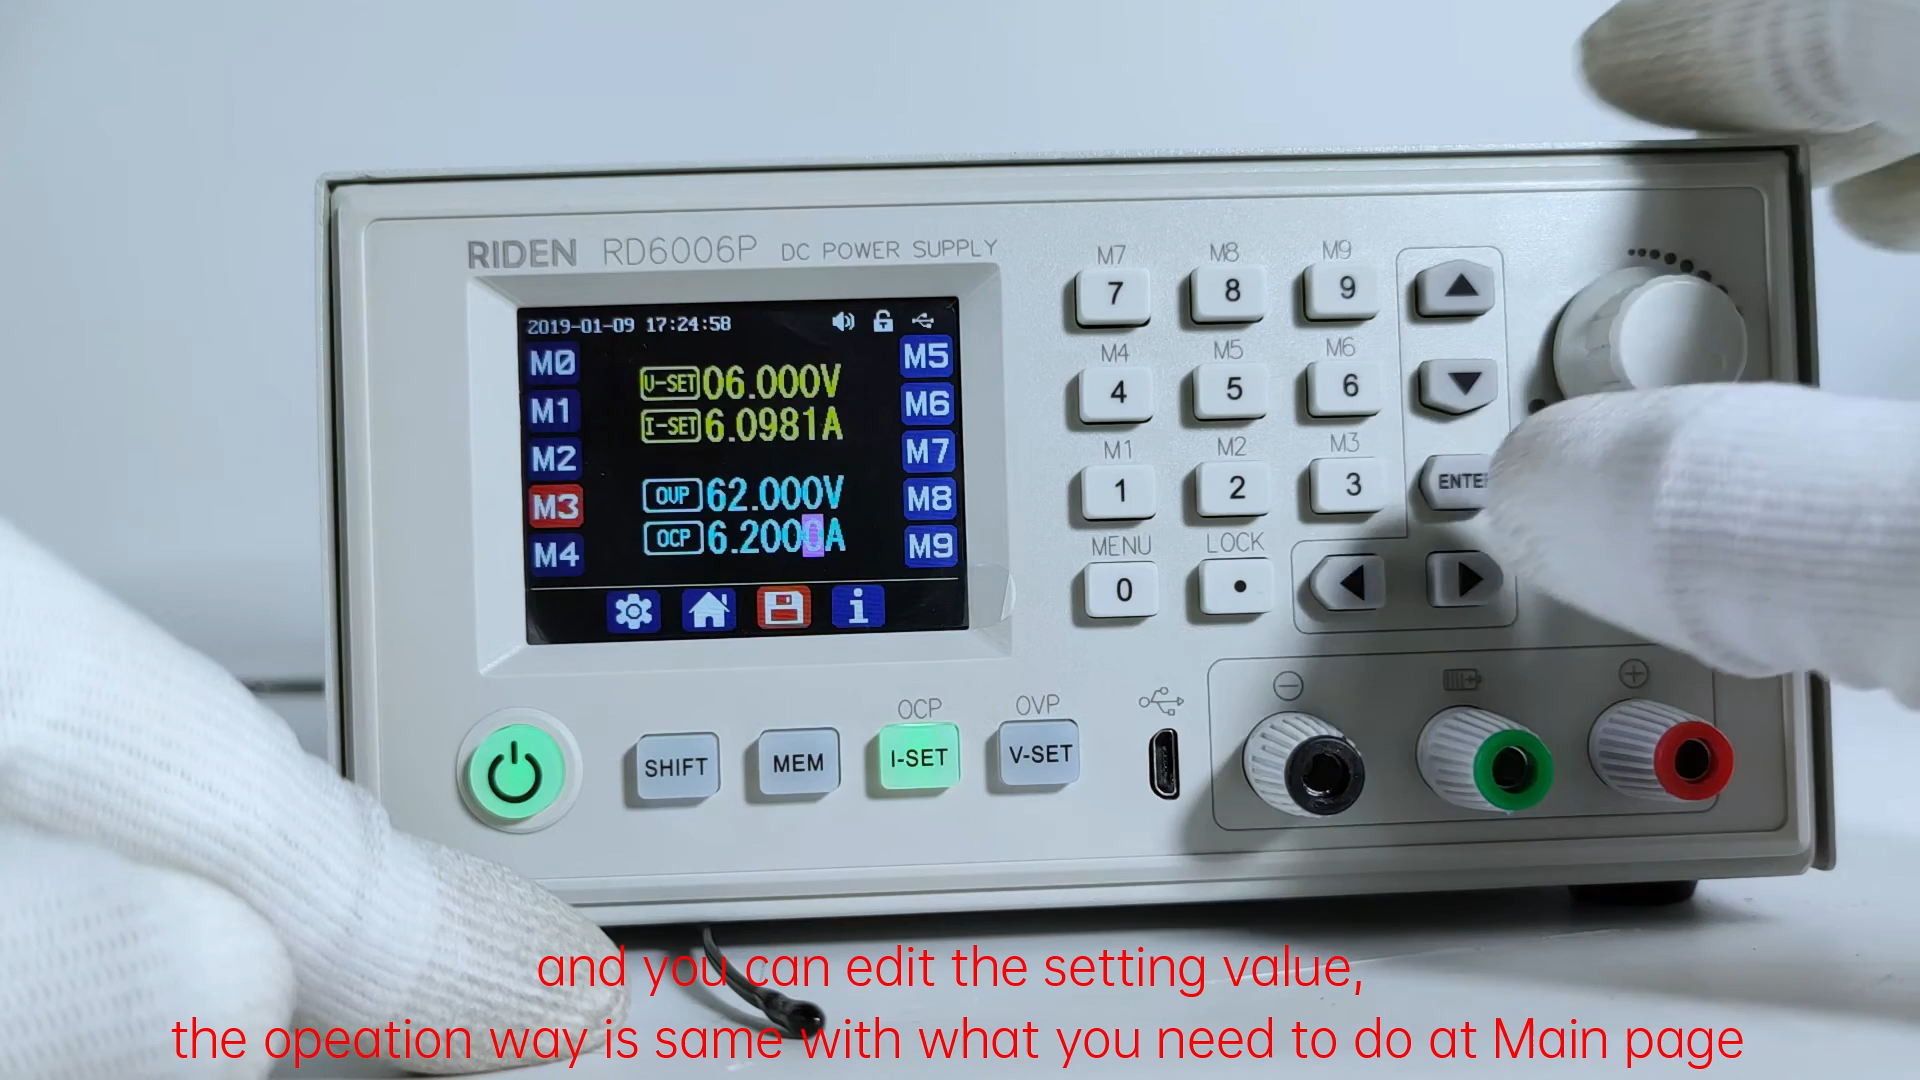 RIDEN RD6006P DC POWER SUPPLY
2019-01-09 17:24:58
M0
M1
M2
M3
M4
V-SET 06.000V
I-SET 6.0981A
OVP 62.000V
OCP 6.2000A
M5
M6
M7
M8
M9
i
M7 M8 M9
7 8 9
M4 M5 M6
4 5 6
M1 M2 M3
1 2 3
MENU LOCK
0 •
ENTE
OCP OVP
SHIFT MEM I-SET V-SET
and you can edit the setting value,
the opeation way is same with what you need to do at Main page